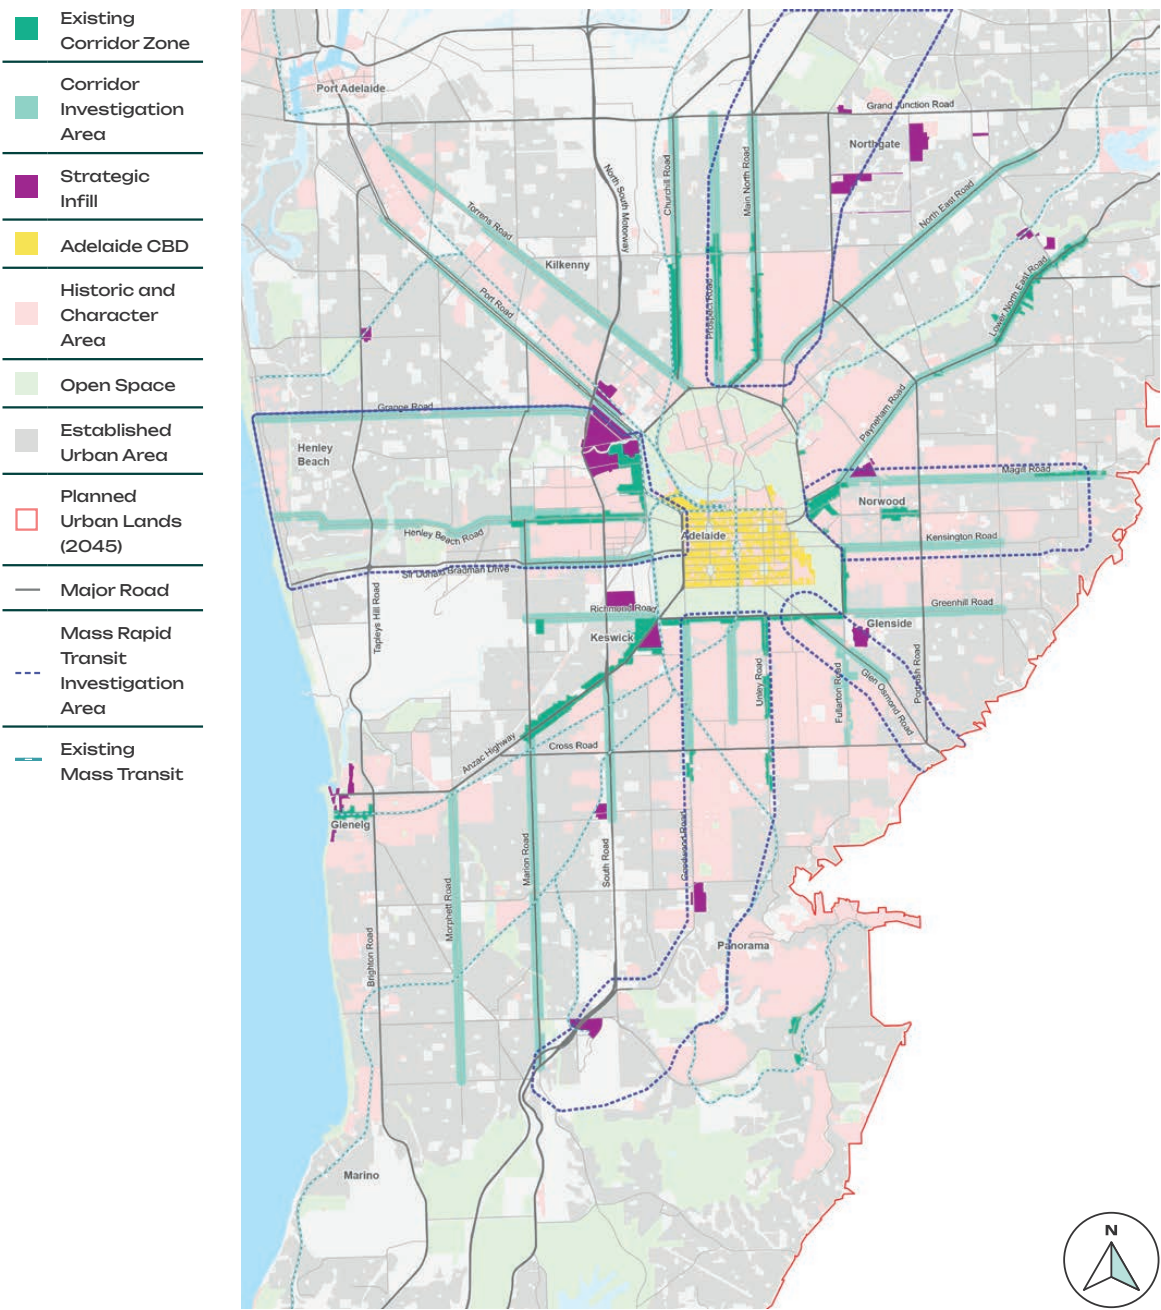 Existing
Corridor Zone
Corridor
Investigation
Area
Strategic
Infill
Adelaide CBD
Historic and
Character
Area
Open Space
Established
Urban Area
Planned
Urban Lands
(2045)
Major Road
Mass Rapid
Transit
Investigation
Area
Existing
Mass Transit
Port Adelaide
Grand Junction Road
Northgate
North South Motorway
Churchill Road
Main North Road
North East Road
Torrens Road
Kilkenny
Port Road
Prospect Road
Lower North East Road
Grange Road
Payneham Road
Henley
Beach
Magill Road
Norwood
Henley Beach Road
Adelaide
Kensington Road
Sir Donald Bradman Drive
Tapleys Hill Road
Richmond Road
Greenhill Road
Keswick
Glenside
Unley Road
Fullarton Road
Glen Osmond Road
Portrush Road
Anzac Highway
Cross Road
Glenelg
Marion Road
South Road
Goodwood Road
Morphett Road
Brighton Road
Panorama
Marino
N